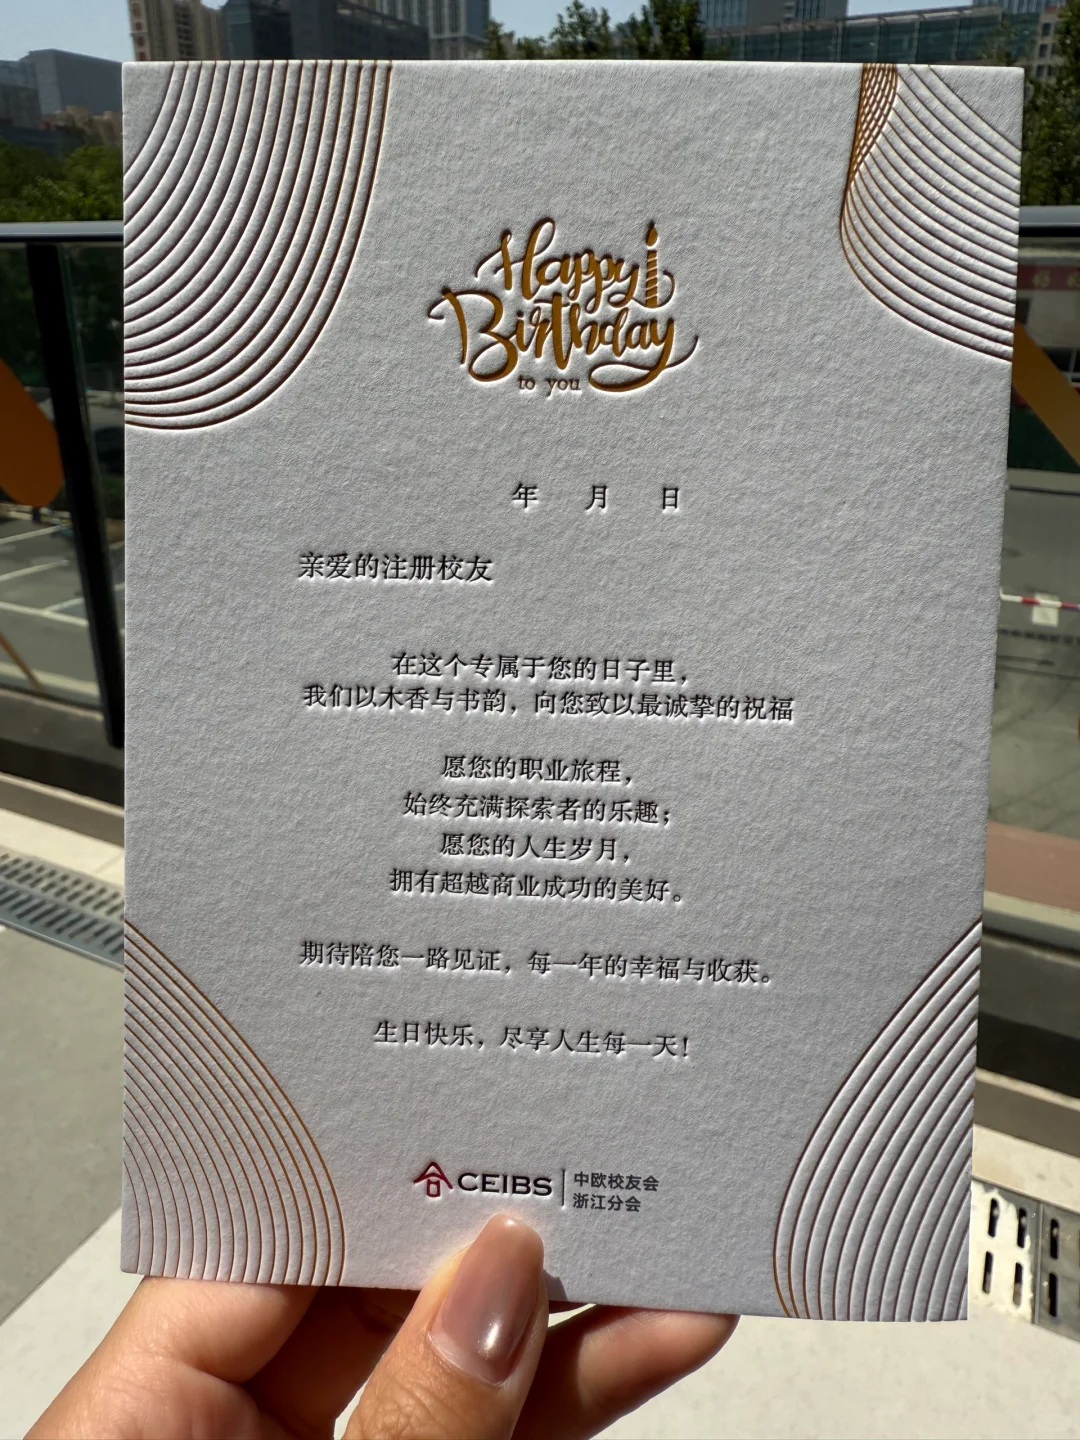 Happy
Birthday
to you
年 月 日
亲爱的注册校友
在这个专属于您的日子里，
我们以木香与书韵，向您致以最诚挚的祝福
愿您的职业旅程，
始终充满探索者的乐趣；
愿您的人生岁月，
拥有超越商业成功的美好。
期待陪您一路见证，每一年的幸福与收获。
生日快乐，尽享人生每一天！
CEIBS
中欧校友会
浙江分会